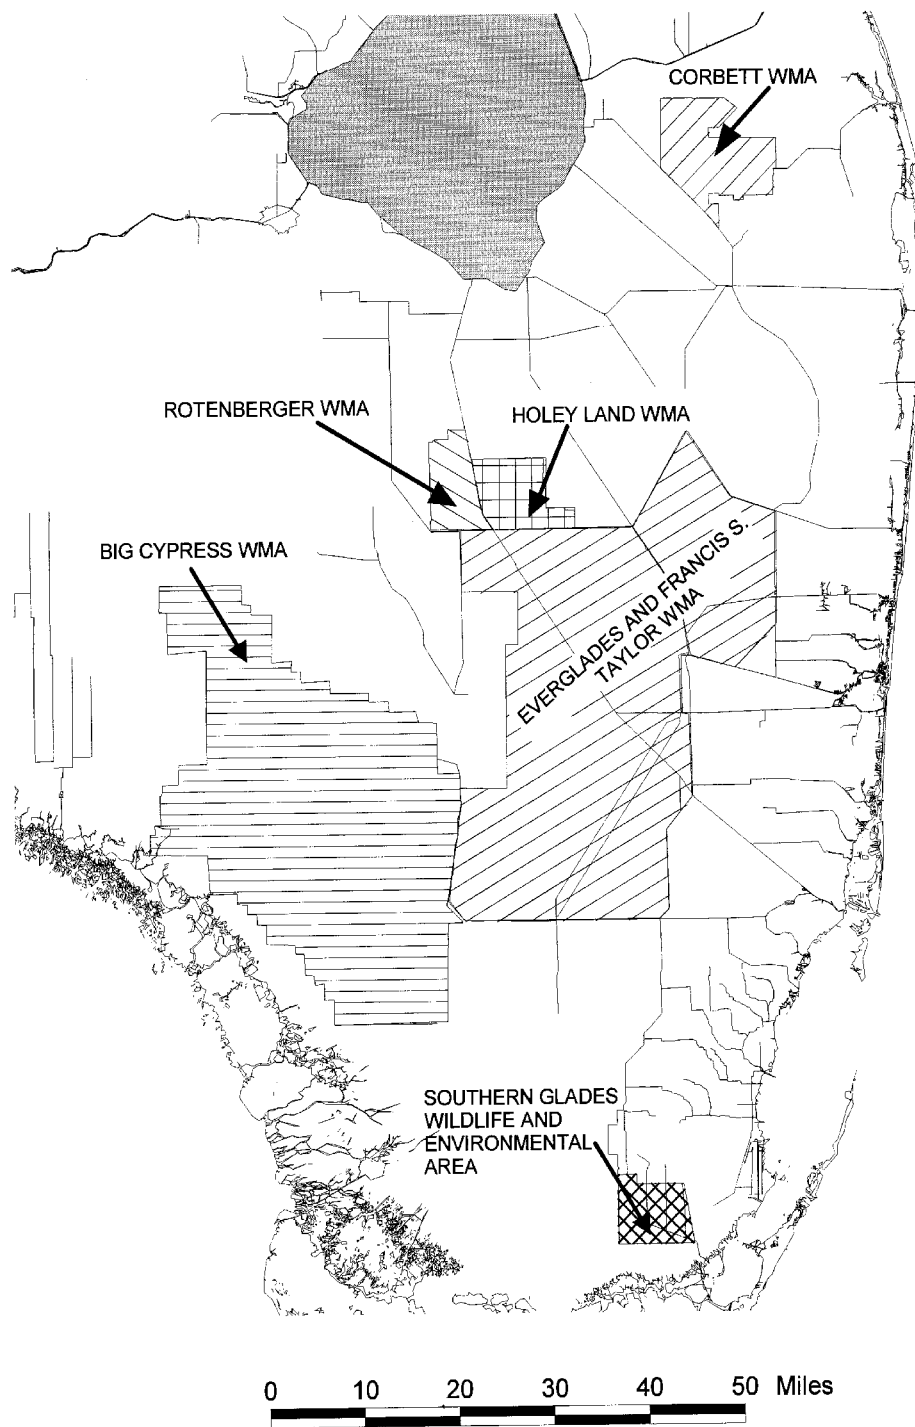 CORBETT WMA
ROTENBERGER WMA
HOLEY LAND WMA
BIG CYPRESS WMA
EVERGLADES AND FRANCIS S.
TAYLOR WMA
SOUTHERN GLADES
WILDLIFE AND
ENVIRONMENTAL
AREA
0 10 20 30 40 50 Miles